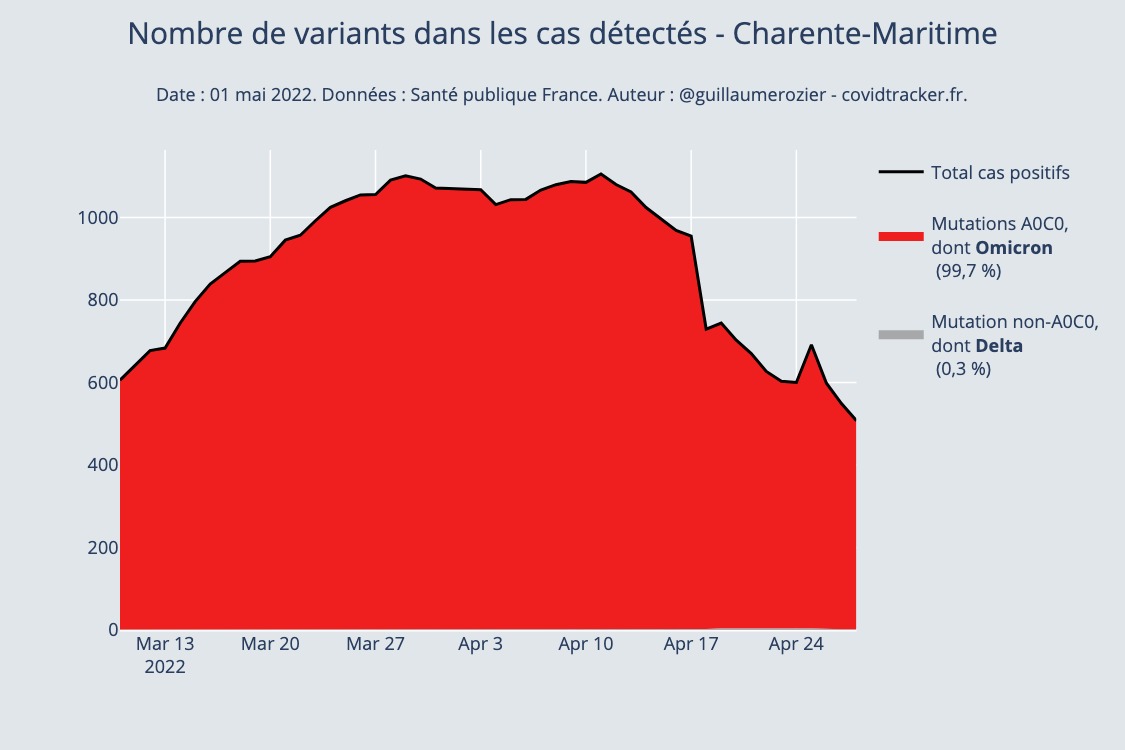 Nombre de variants dans les cas détectés - Charente-Maritime
Date : 01 mai 2022. Données : Santé publique France. Auteur : @guillaumerozier - covidtracker.fr.
Total cas positifs
Mutations A0C0,
dont Omicron
(99,7 %)
Mutation non-A0C0,
dont Delta
(0,3 %)
1000
800
600
400
200
0
Mar 13
2022
Mar 20
Mar 27
Apr 3
Apr 10
Apr 17
Apr 24